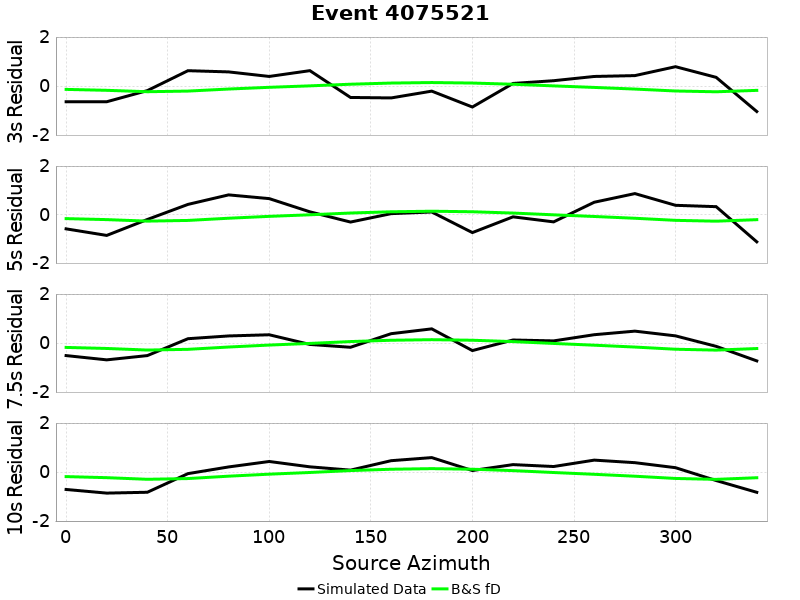 Event 4075521
3s Residual
2
0
-2
5s Residual
2
0
-2
7.5s Residual
2
0
-2
10s Residual
2
0
-2
0 50 100 150 200 250 300
Source Azimuth
Simulated Data B&S fD